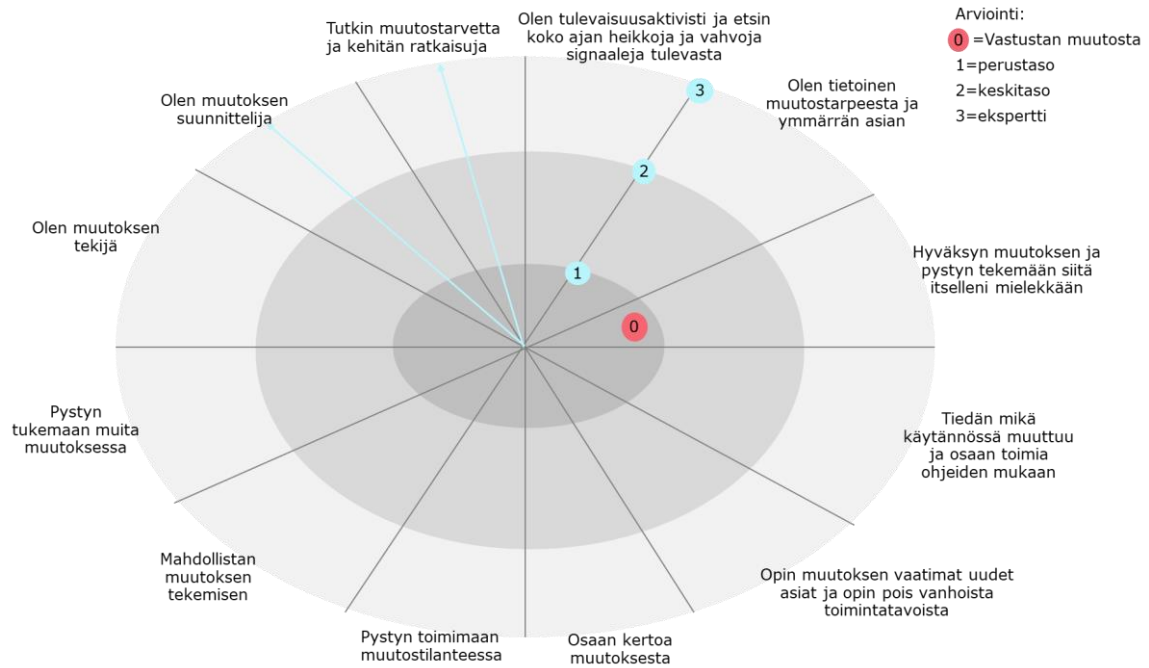 Tutkin muutostarvetta
ja kehitän ratkaisuja
Olen tulevaisuusaktivisti ja etsin
koko ajan heikkoja ja vahvoja
signaaleja tulevasta
Arviointi:
0 =Vastustan muutosta
1=perustaso
2=keskitaso
3=ekspertti
Olen muutoksen
suunnittelija
3
Olen tietoinen
muutostarpeesta ja
ymmärrän asian
2
Olen muutoksen
tekijä
1
Hyväksyn muutoksen ja
pystyn tekemään siitä
itselleni mielekkään
0
Pystyn
tukemaan muita
muutoksessa
Tiedän mikä
käytännössä muuttuu
ja osaan toimia
ohjeiden mukaan
Mahdollistan
muutoksen
tekemisen
Opin muutoksen vaatimat uudet
asiat ja opin pois vanhoista
toimintatavoista
Pystyn toimimaan
muutostilanteessa
Osaan kertoa
muutoksesta